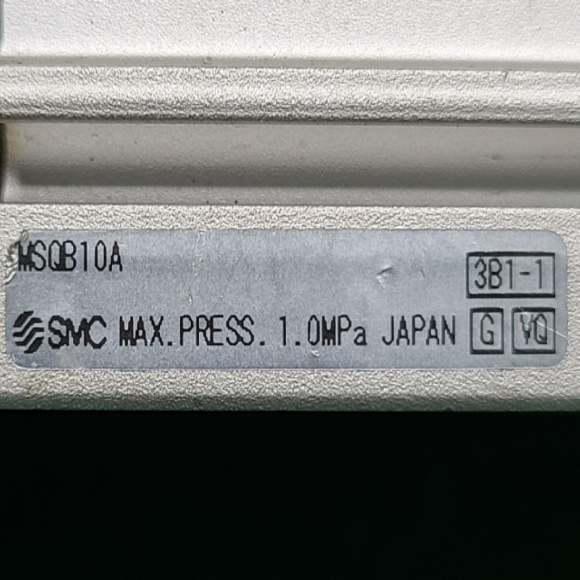 MSQB10A
3B1-1
SMC MAX.PRESS. 1.0MPa JAPAN G VQ